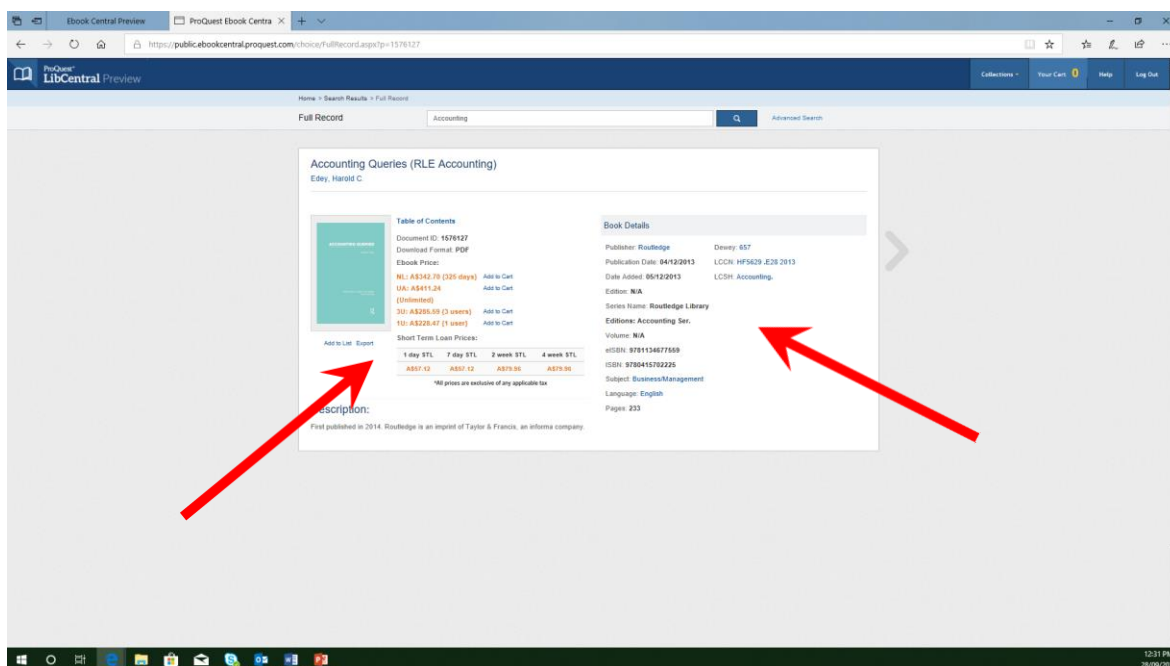 Ebook Central Preview
ProQuest Ebook Centra
https://public.ebookcentral.proquest.com/choice/FullRecord.aspx?p=1576127
ProQuest
LibCentral Preview
Collections
Your Cart 0
Help
Log Out
Home > Search Results > Full Record
Full Record
Accounting
Advanced Search
Accounting Queries (RLE Accounting)
Edey, Harold C.
ACCOUNTING QUERIES
Add to List Export
Table of Contents
Document ID: 1576127
Download Format: PDF
Ebook Price:
NL: A$342.70 (325 days) Add to Cart
UA: A$411.24 Add to Cart
(Unlimited)
3U: A$285.59 (3 users) Add to Cart
1U: A$228.47 (1 user) Add to Cart
Short Term Loan Prices:
1 day STL 7 day STL 2 week STL 4 week STL
A$57.12 A$57.12 A$79.96 A$79.96
*All prices are exclusive of any applicable tax
Description:
First published in 2014. Routledge is an imprint of Taylor & Francis, an informa company.
Book Details
Publisher: Routledge
Publication Date: 04/12/2013
Date Added: 05/12/2013
Edition: N/A
Series Name: Routledge Library
Editions: Accounting Ser.
Volume: N/A
eISBN: 9781134677559
ISBN: 9780415702225
Subject: Business/Management
Language: English
Pages: 233
Dewey: 657
LCCN: HF5629 .E28 2013
LCSH: Accounting.
12:31 PM